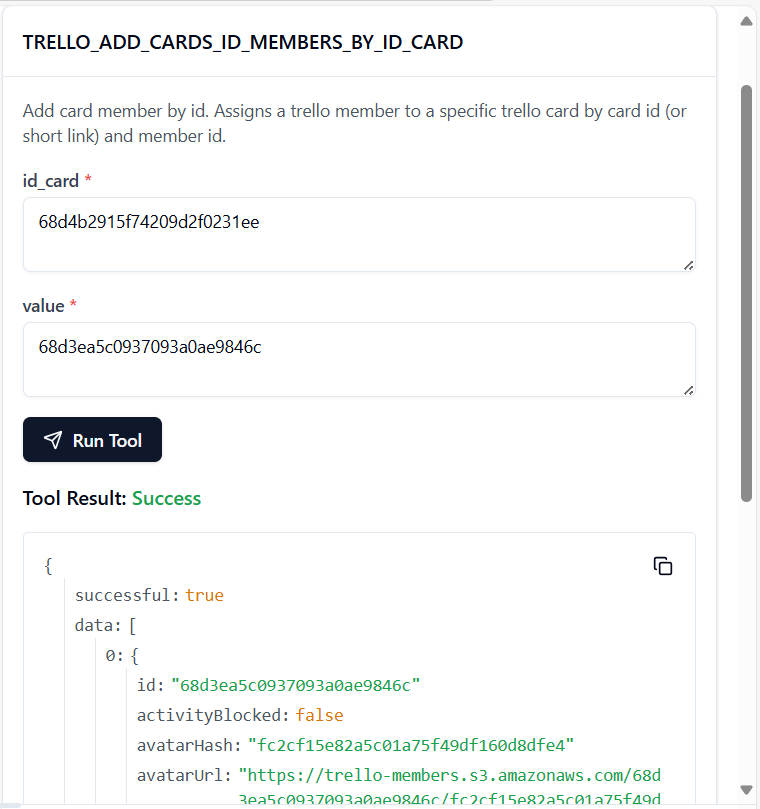 TRELLO_ADD_CARDS_ID_MEMBERS_BY_ID_CARD
Add card member by id. Assigns a trello member to a specific trello card by card id (or
short link) and member id.
id_card *
68d4b2915f74209d2f0231ee
value *
68d3ea5c0937093a0ae9846c
Run Tool
Tool Result: Success
{
successful: true
data: [
0: {
id: "68d3ea5c0937093a0ae9846c"
activityBlocked: false
avatarHash: "fc2cf15e82a5c01a75f49df160d8dfe4"
avatarUrl: "https://trello-members.s3.amazonaws.com/68d
3ea5c0937093a0ae9846c/fc2cf15e82a5c01a75f49d